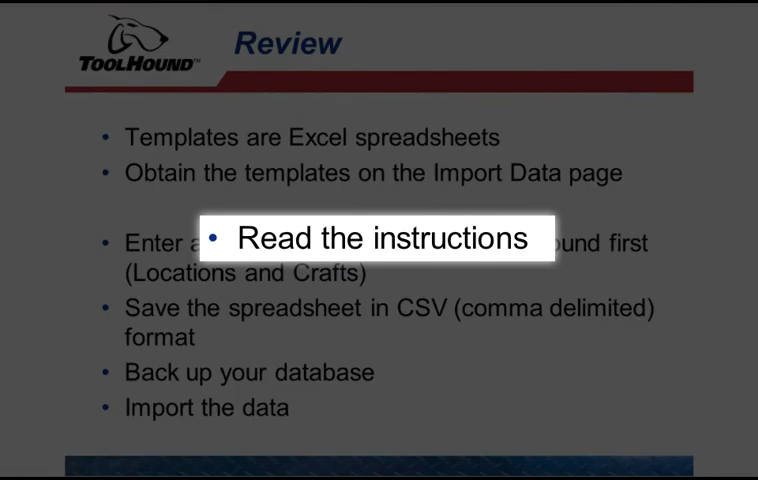 TOOLHOUND™
Review
• Templates are Excel spreadsheets
• Obtain the templates on the Import Data page
• Read the instructions
• Enter ound first
(Locations and Crafts)
• Save the spreadsheet in CSV (comma delimited)
format
• Back up your database
• Import the data